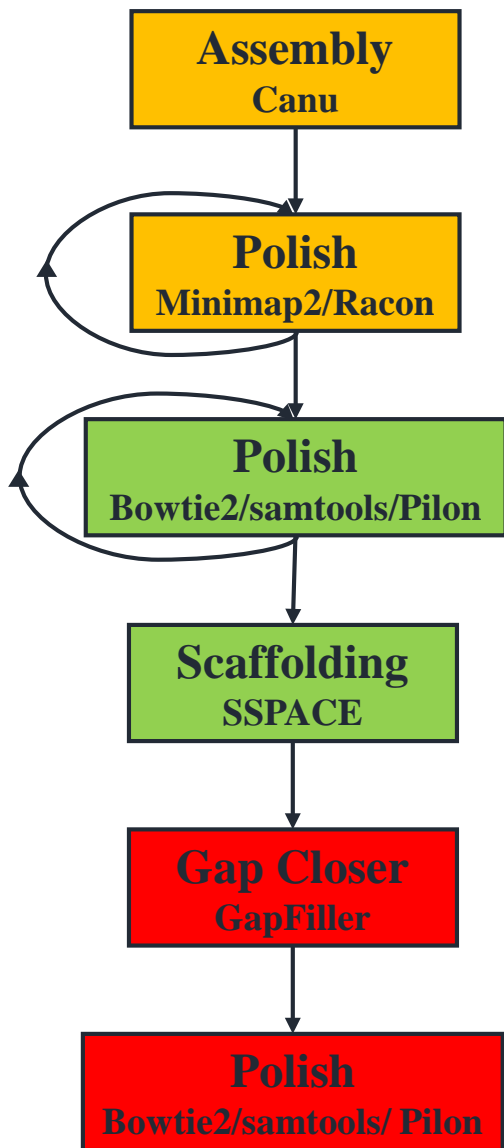 Assembly
Canu
Polish
Minimap2/Racon
Polish
Bowtie2/samtools/Pilon
Scaffolding
SSPACE
Gap Closer
GapFiller
Polish
Bowtie2/samtools/ Pilon